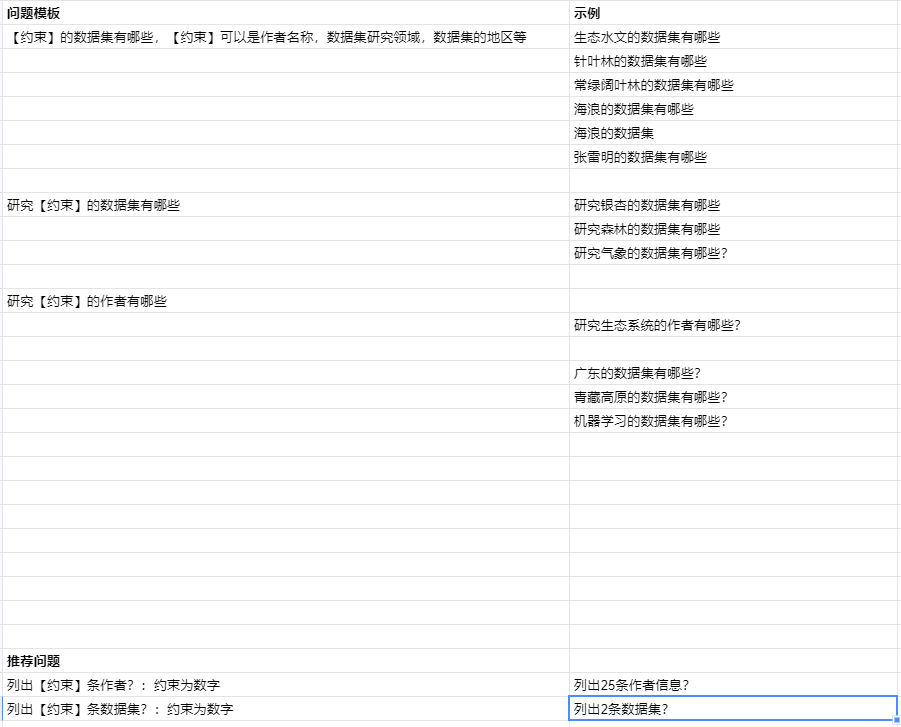 问题模板	示例
【约束】的数据集有哪些，【约束】可以是作者名称，数据集研究领域，数据集的地区等	生态水文的数据集有哪些
针叶林的数据集有哪些
常绿阔叶林的数据集有哪些
海浪的数据集有哪些
海浪的数据集
张雷明的数据集有哪些
研究【约束】的数据集有哪些	研究银杏的数据集有哪些
研究森林的数据集有哪些
研究气象的数据集有哪些？
研究【约束】的作者有哪些
研究生态系统的作者有哪些？
广东的数据集有哪些？
青藏高原的数据集有哪些？
机器学习的数据集有哪些？
推荐问题
列出【约束】条作者？：约束为数字	列出25条作者信息？
列出【约束】条数据集？：约束为数字	列出2条数据集？